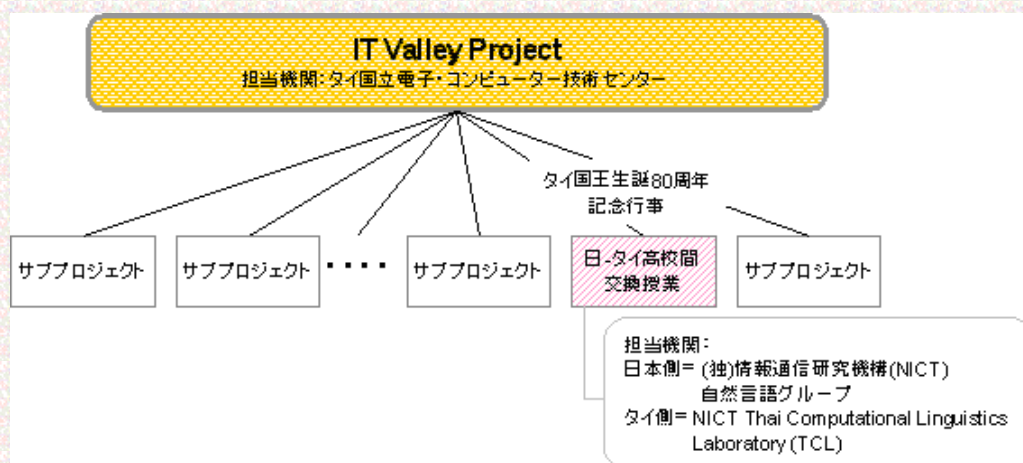 IT Valley Project
担当機関：タイ国立電子・コンピューター技術センター
タイ国王生誕80周年
記念行事
サブプロジェクト
サブプロジェクト
・・・・
サブプロジェクト
日-タイ高校間
交換授業
サブプロジェクト
担当機関：
日本側＝(独)情報通信研究機構(NICT)
自然言語グループ
タイ側＝NICT Thai Computational Linguistics
Laboratory (TCL)